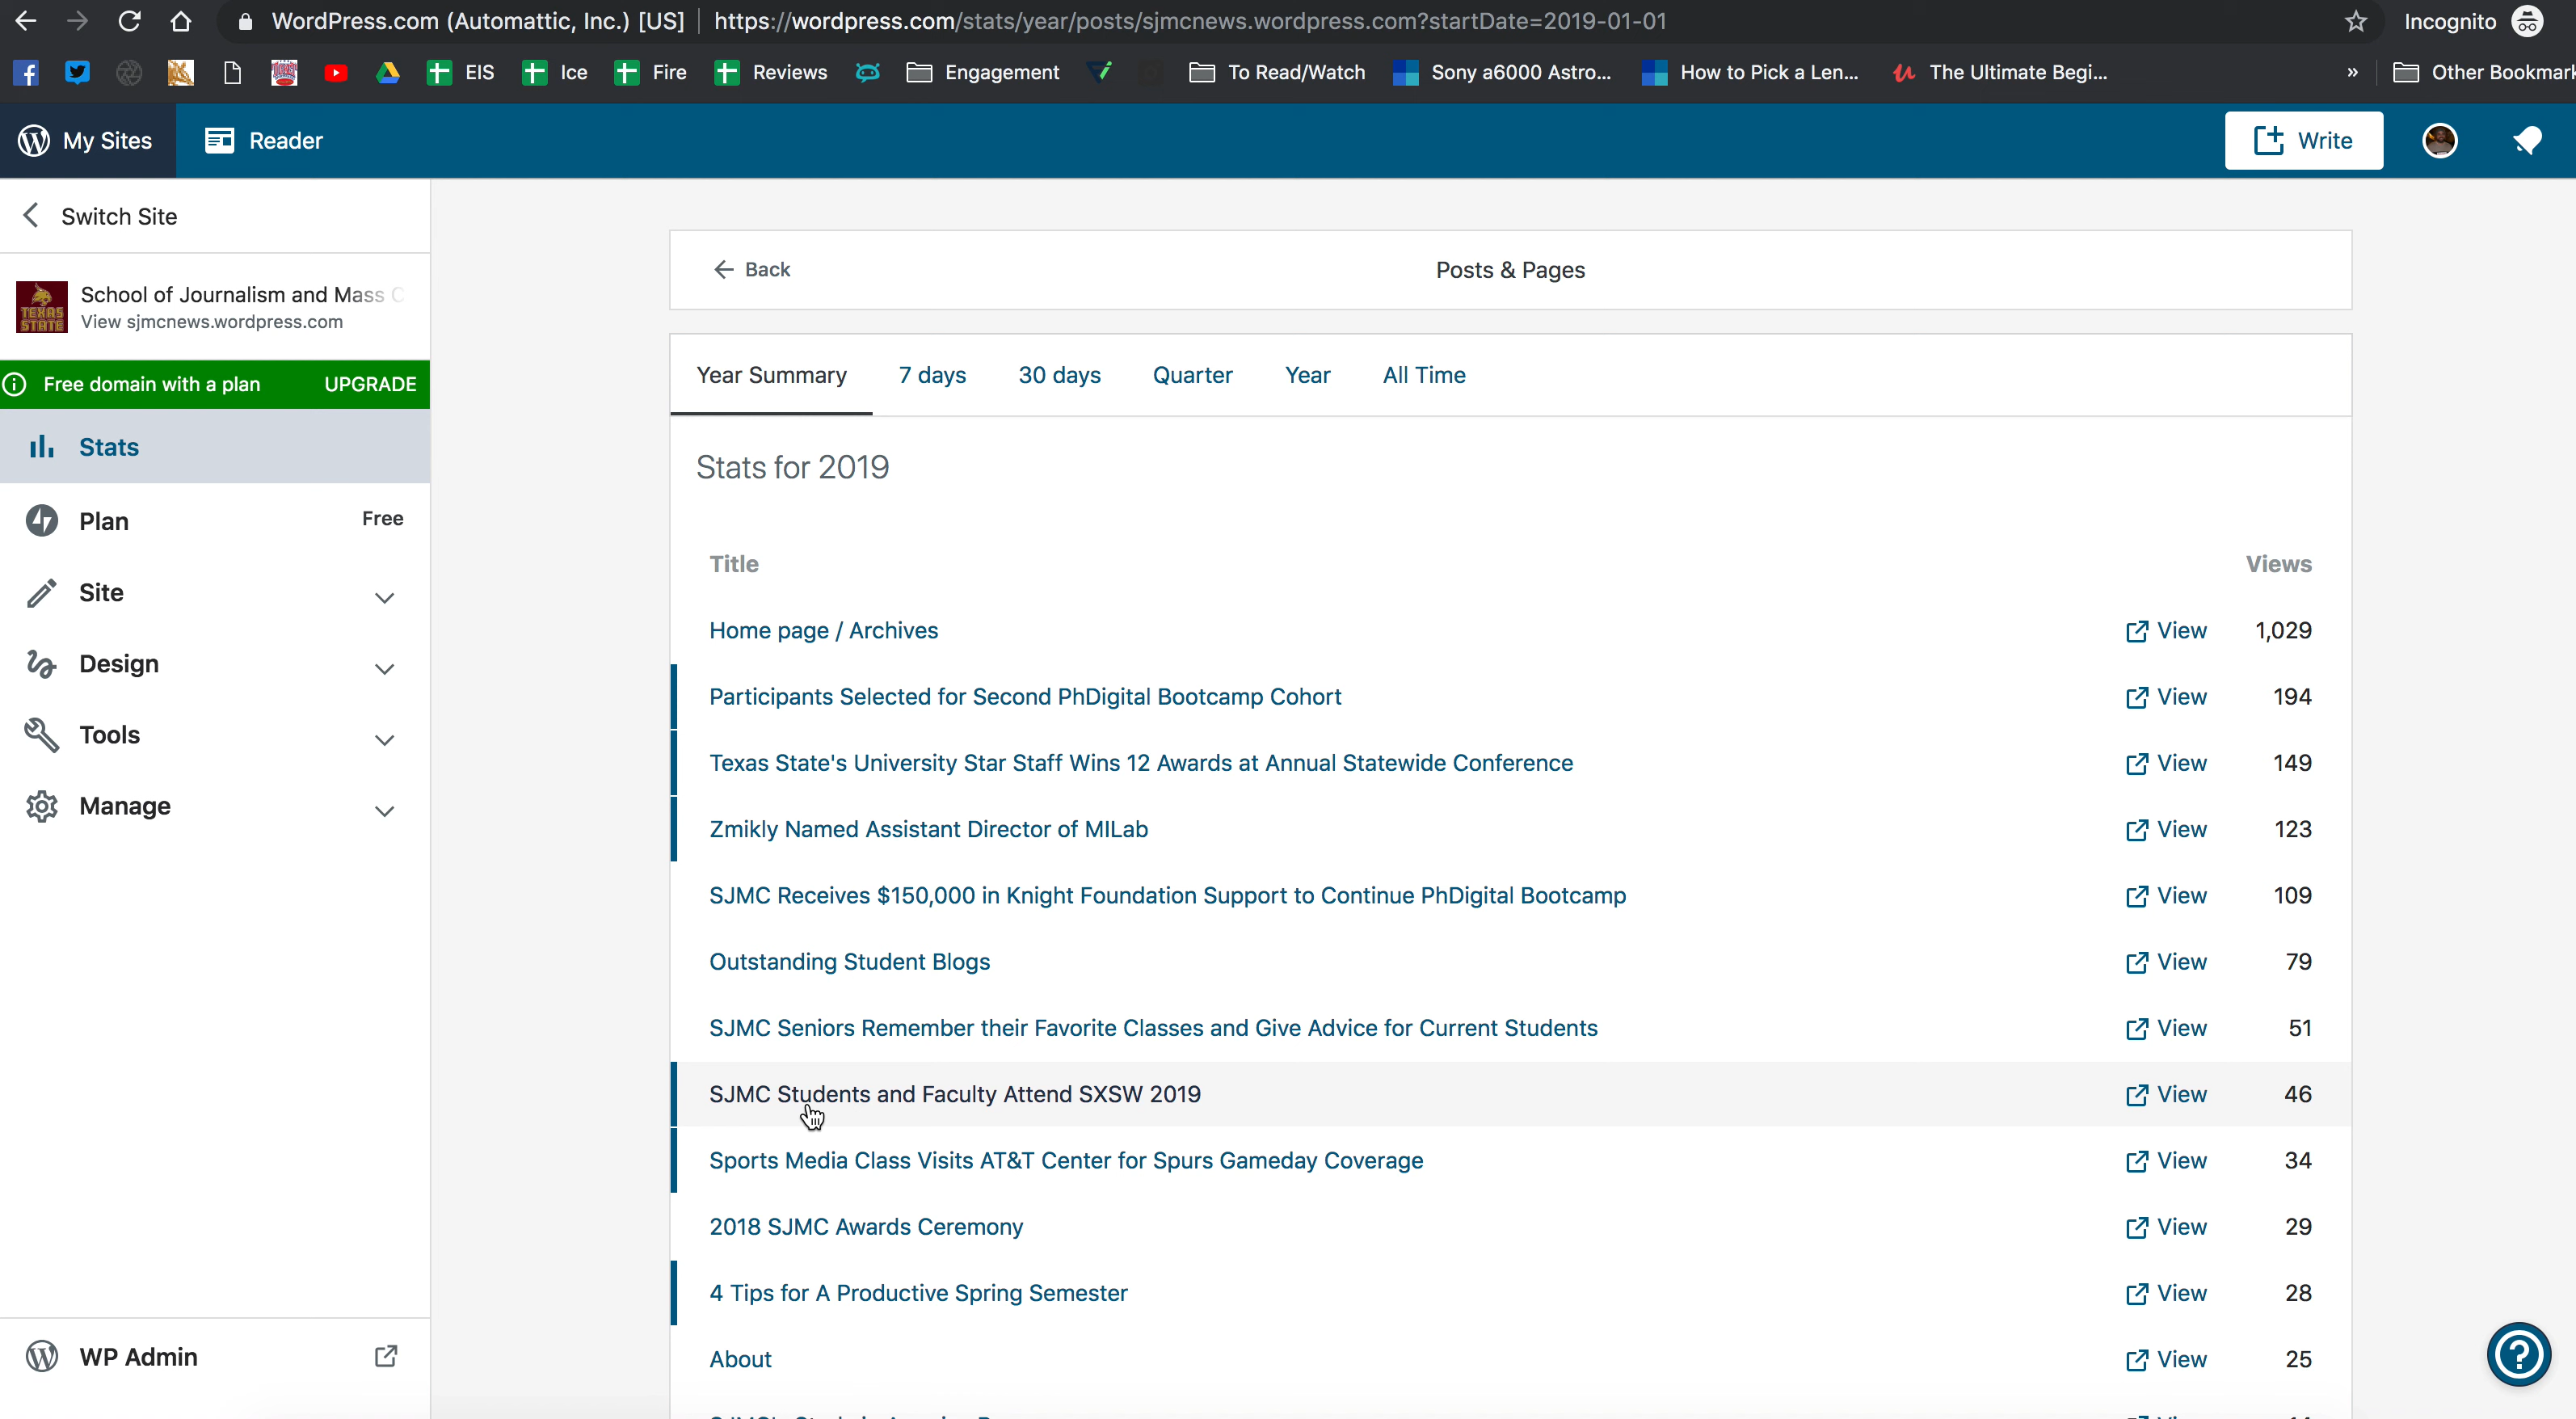 WordPress.com (Automattic, Inc.) [US] https://wordpress.com/stats/year/posts/sjmcnews.wordpress.com?startDate=2019-01-01 Incognito
EIS Ice Fire Reviews Engagement To Read/Watch Sony a6000 Astro... How to Pick a Len... The Ultimate Begi... » Other Bookmark
My Sites Reader Write
Switch Site
School of Journalism and Mass C
TEXAS STATE
View sjmcnews.wordpress.com
Free domain with a plan UPGRADE
Stats
Plan Free
Site
Design
Tools
Manage
WP Admin
Back Posts & Pages
Year Summary 7 days 30 days Quarter Year All Time
Stats for 2019
Title Views
Home page / Archives View 1,029
Participants Selected for Second PhDigital Bootcamp Cohort View 194
Texas State's University Star Staff Wins 12 Awards at Annual Statewide Conference View 149
Zmikly Named Assistant Director of MILab View 123
SJMC Receives $150,000 in Knight Foundation Support to Continue PhDigital Bootcamp View 109
Outstanding Student Blogs View 79
SJMC Seniors Remember their Favorite Classes and Give Advice for Current Students View 51
SJMC Students and Faculty Attend SXSW 2019 View 46
Sports Media Class Visits AT&T Center for Spurs Gameday Coverage View 34
2018 SJMC Awards Ceremony View 29
4 Tips for A Productive Spring Semester View 28
About View 25